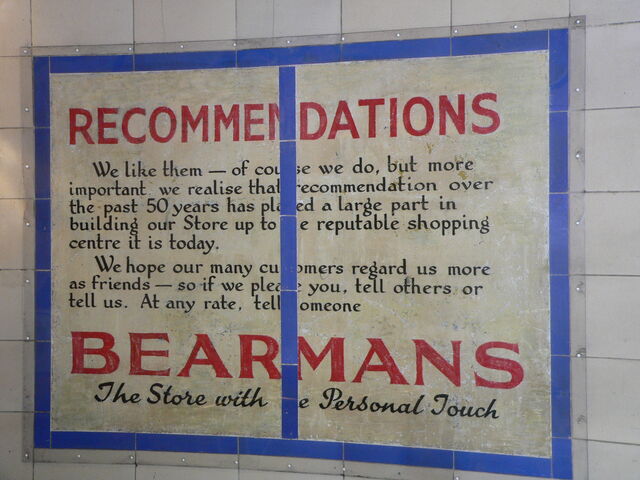 RECOMMENDATIONS
We like them — of course we do, but more
important we realise that recommendation over
the past 50 years has played a large part in
building our Store up to the reputable shopping
centre it is today.
We hope our many customers regard us more
as friends — so if we please you, tell others or
tell us. At any rate, tell someone
BEARMANS
The Store with the Personal Touch